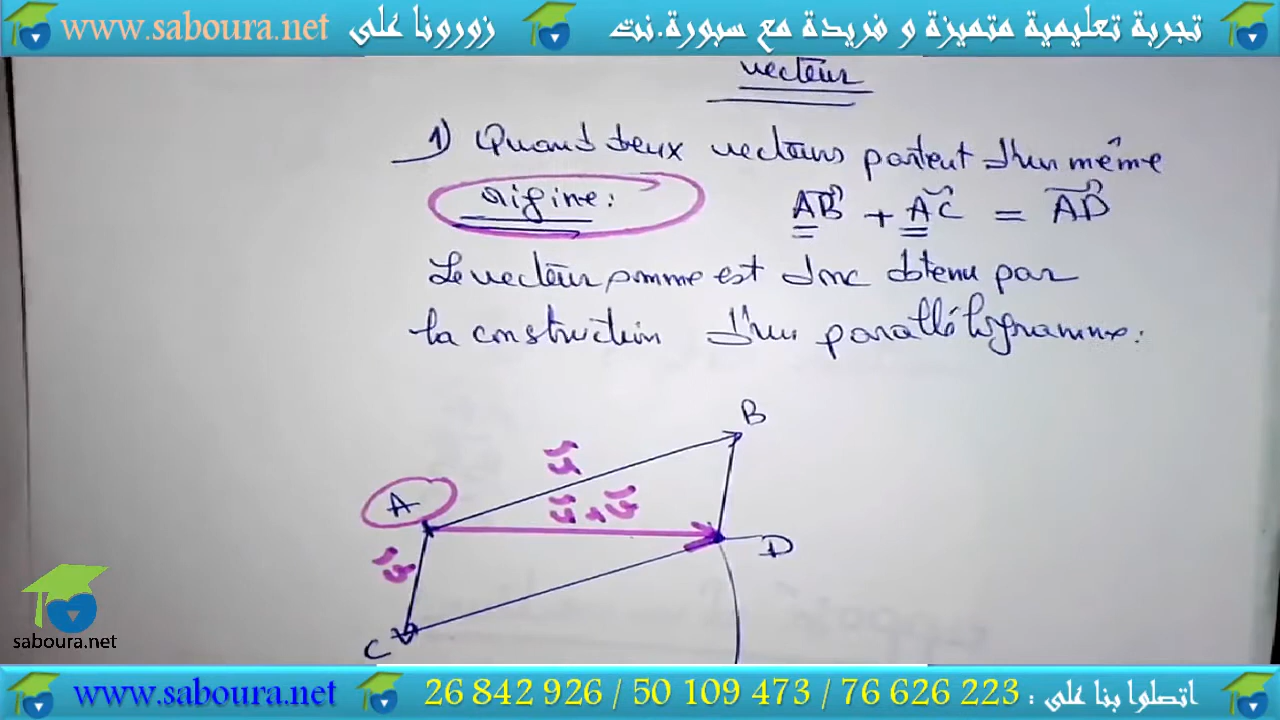 تجربة تعليمية متميزة و فريدة مع سبورة.نت زورونا على www.saboura.net
vecteur
1) Quand deux vecteurs partent d'un même
origine : AB + AC = AD
Le vecteur somme est donc obtenu par
la construction d'un parallélogramme :
B
u
A
u + v
v
D
C
saboura.net
اتصلوا بنا على : 26 842 926 / 50 109 473 / 76 626 223 www.saboura.net